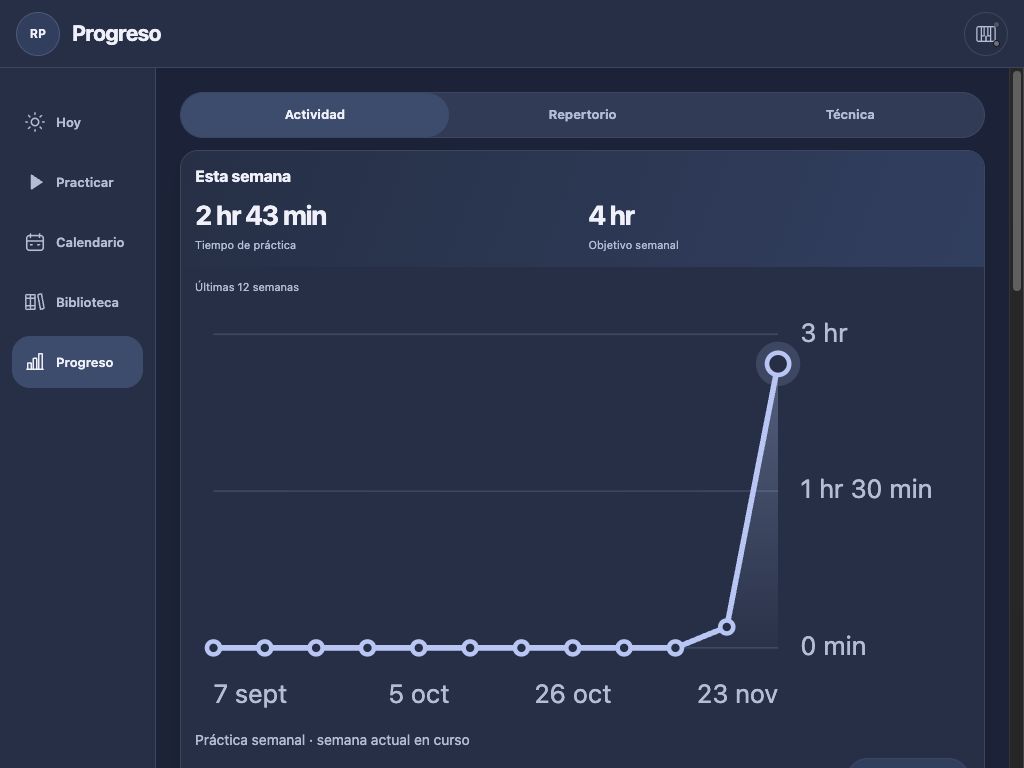 RP
Progreso
Hoy
Practicar
Calendario
Biblioteca
Progreso
Actividad
Repertorio
Técnica
Esta semana
2 hr 43 min
4 hr
Tiempo de práctica
Objetivo semanal
Últimas 12 semanas
3 hr
1 hr 30 min
0 min
7 sept
5 oct
26 oct
23 nov
Práctica semanal · semana actual en curso